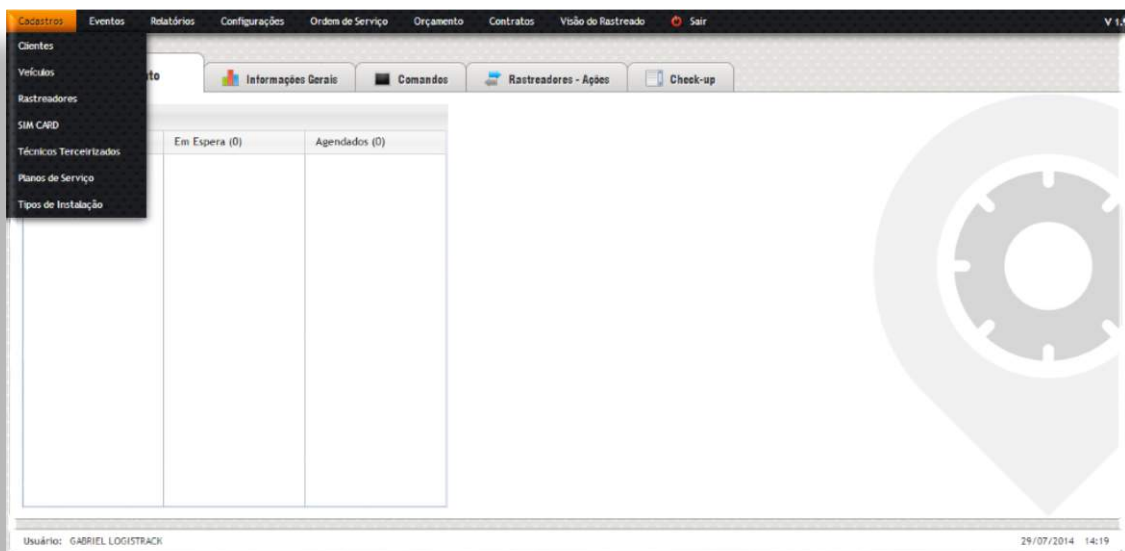 Cadastros Eventos Relatórios Configurações Ordem de Serviço Orçamento Contratos Visão do Rastreado Sair V 1.5
Clientes
Veículos
Rastreadores
SIM CARD
Técnicos Terceirizados
Planos de Serviço
Tipos de Instalação
Informações Gerais Comandos Rastreadores - Ações Check-up
Em Espera (0) Agendados (0)
Usuário: GABRIEL LOGISTRACK 29/07/2014 14:19